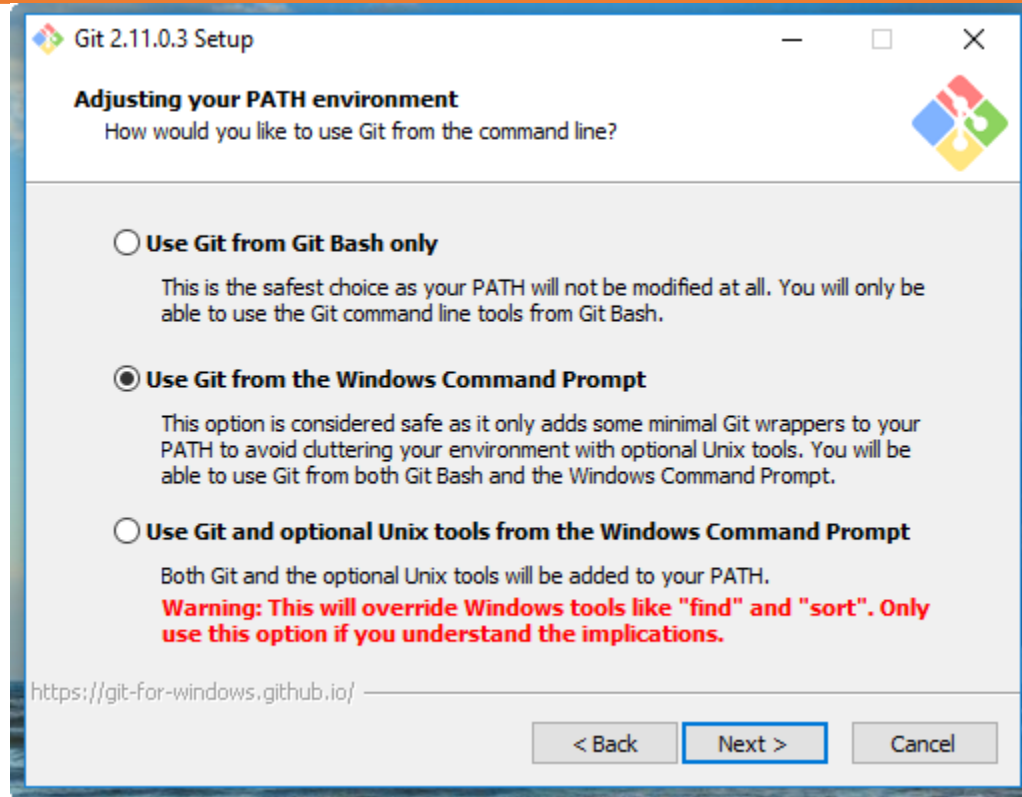 Git 2.11.0.3 Setup
Adjusting your PATH environment
How would you like to use Git from the command line?
Use Git from Git Bash only
This is the safest choice as your PATH will not be modified at all. You will only be
able to use the Git command line tools from Git Bash.
Use Git from the Windows Command Prompt
This option is considered safe as it only adds some minimal Git wrappers to your
PATH to avoid cluttering your environment with optional Unix tools. You will be
able to use Git from both Git Bash and the Windows Command Prompt.
Use Git and optional Unix tools from the Windows Command Prompt
Both Git and the optional Unix tools will be added to your PATH.
Warning: This will override Windows tools like "find" and "sort". Only
use this option if you understand the implications.
https://git-for-windows.github.io/
< Back Next > Cancel